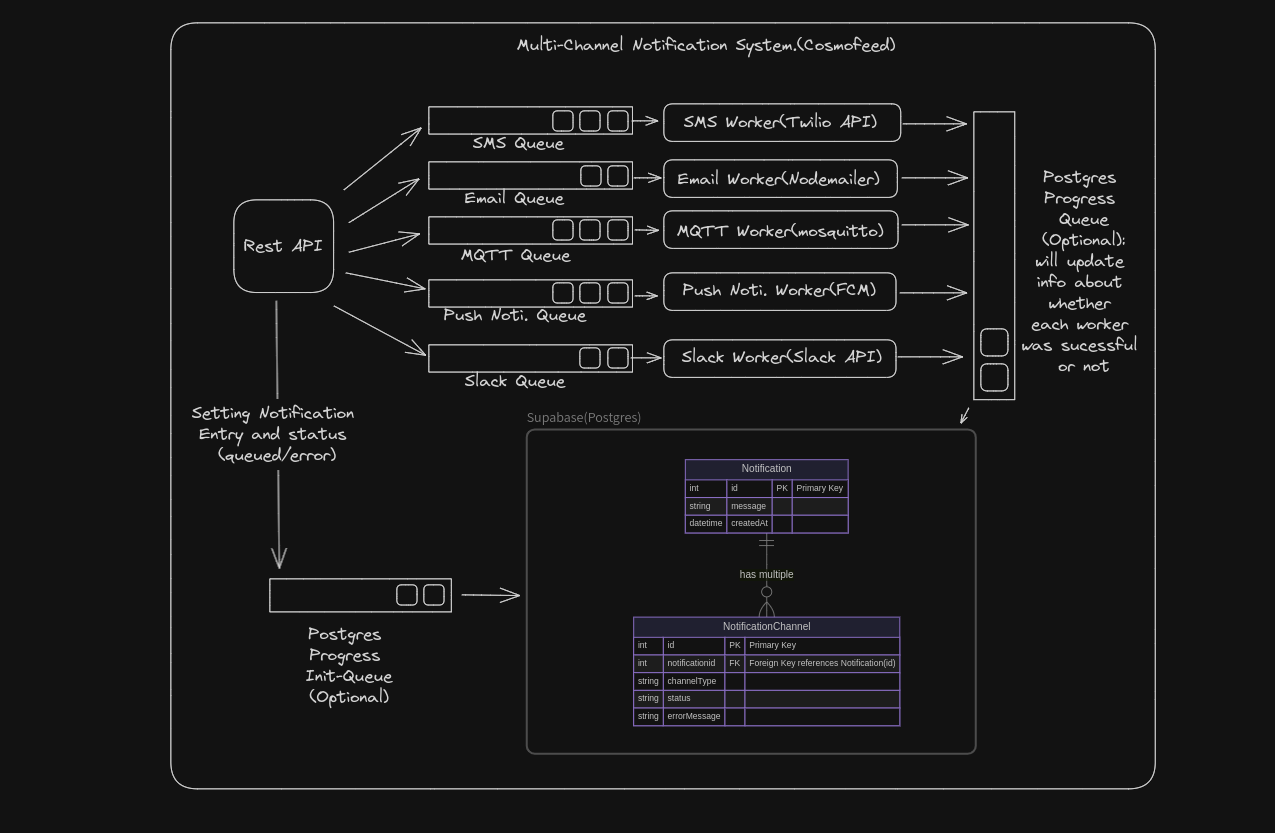 Multi-Channel Notification System.(Cosmofeed)
SMS Queue
SMS Worker(Twilio API)
Email Queue
Email Worker(Nodemailer)
MQTT Queue
MQTT Worker(mosquitto)
Push Noti. Queue
Push Noti. Worker(FCM)
Slack Queue
Slack Worker(Slack API)
Rest API
Postgres
Progress
Queue
(Optional):
will update
info about
whether
each worker
was sucessful
or not
Setting Notification
Entry and status
(queued/error)
Postgres
Progress
Init-Queue
(Optional)
Supabase(Postgres)
Notification
int id PK Primary Key
string message
datetime createdAt
has multiple
NotificationChannel
int id PK Primary Key
int notificationid FK Foreign Key references Notification(id)
string channelType
string status
string errorMessage